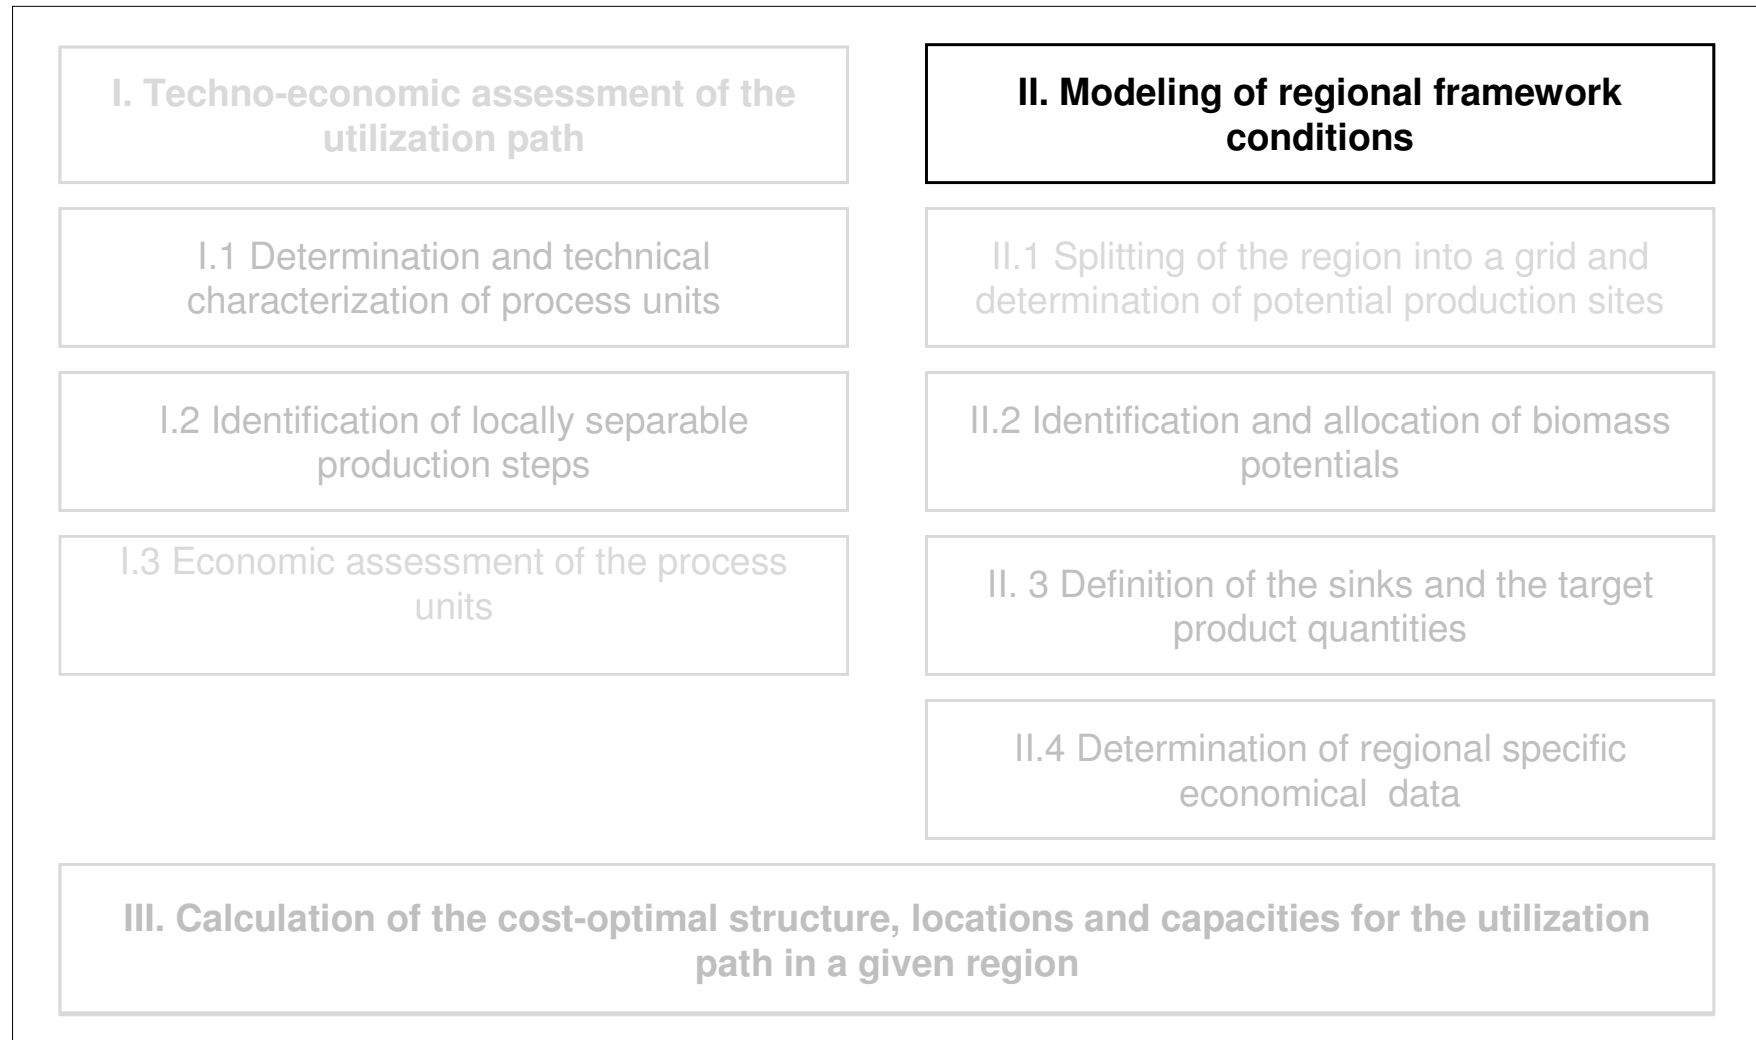 I. Techno-economic assessment of the
utilization path
I.1 Determination and technical
characterization of process units
I.2 Identification of locally separable
production steps
I.3 Economic assessment of the process
units
II. Modeling of regional framework
conditions
II.1 Splitting of the region into a grid and
determination of potential production sites
II.2 Identification and allocation of biomass
potentials
II. 3 Definition of the sinks and the target
product quantities
II.4 Determination of regional specific
economical  data
III. Calculation of the cost-optimal structure, locations and capacities for the utilization
path in a given region